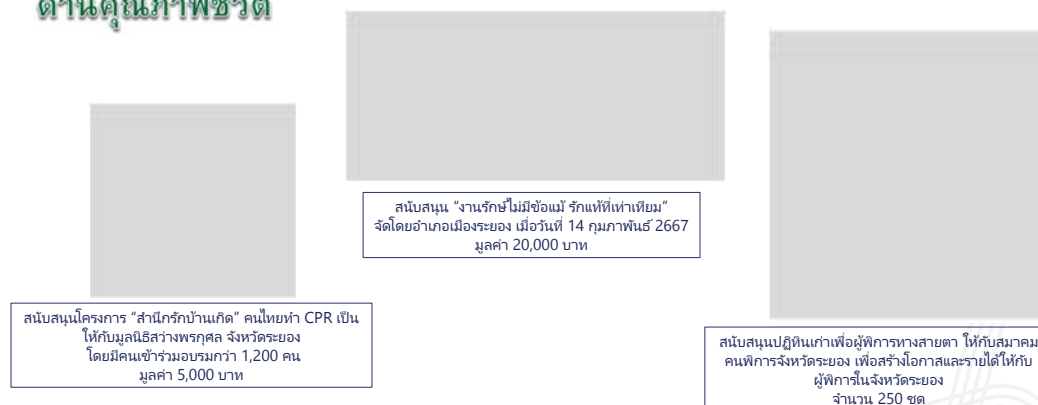 ด้านคุณภาพชีวิต
สนับสนุน “งานรักษ์ไม่มีข้อแม้ รักแท้ที่เท่าเทียม”
จัดโดยอำเภอเมืองระยอง เมื่อวันที่ 14 กุมภาพันธ์ 2667
มูลค่า 20,000 บาท
สนับสนุนโครงการ “สำนึกรักบ้านเกิด” คนไทยทำ CPR เป็น
ให้กับมูลนิธิสว่างพรกุศล จังหวัดระยอง
โดยมีคนเข้าร่วมอบรมกว่า 1,200 คน
มูลค่า 5,000 บาท
สนับสนุนปฏิทินเก่าเพื่อผู้พิการทางสายตา ให้กับสมาคม
คนพิการจังหวัดระยอง เพื่อสร้างโอกาสและรายได้ให้กับ
ผู้พิการในจังหวัดระยอง
จำนวน 250 ชุด